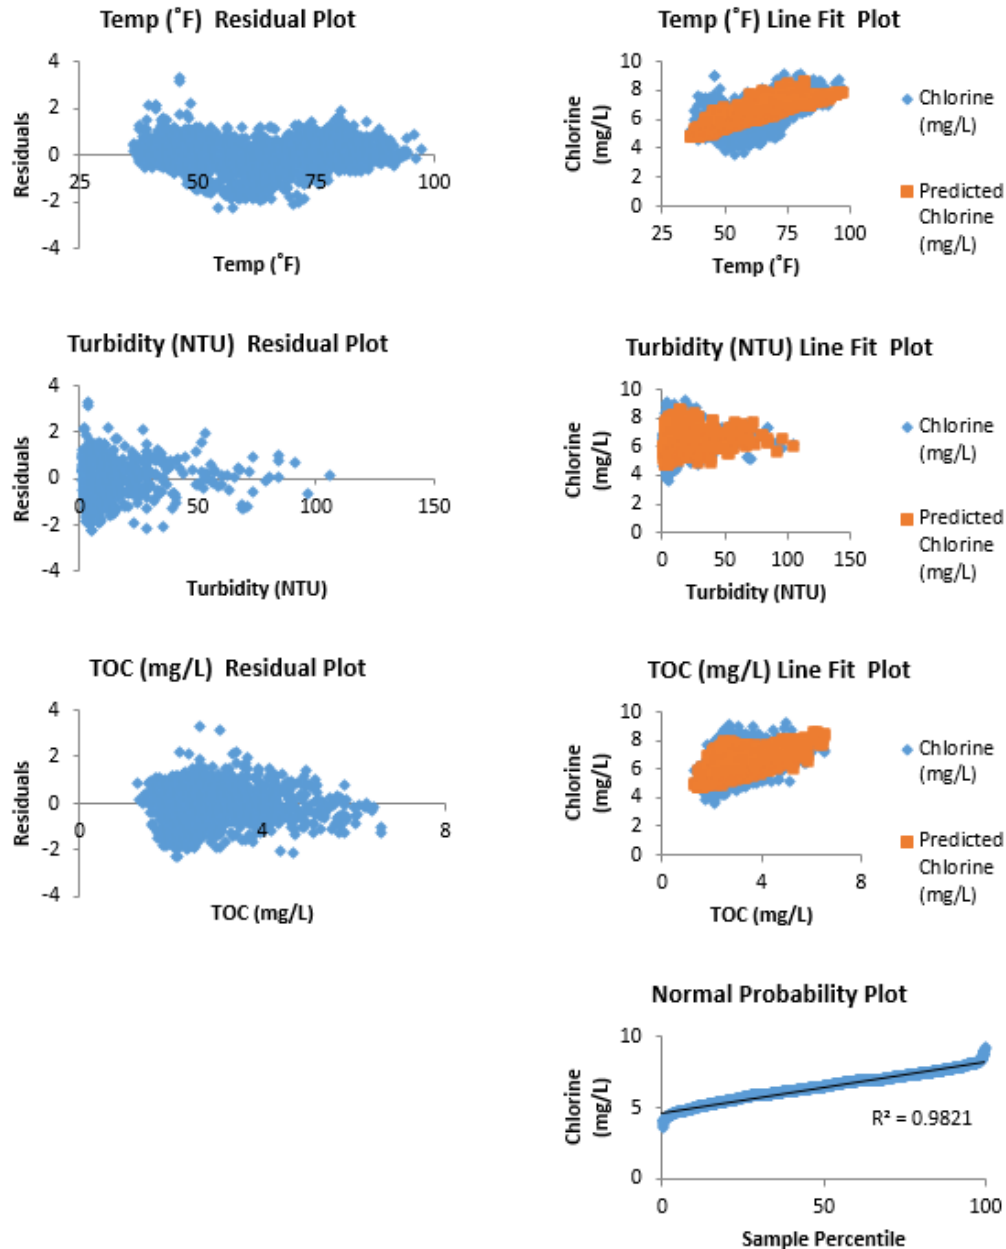 Temp (˚F) Residual Plot
4
2
0
-2
-4
25
50
75
100
Residuals
Temp (˚F)
Temp (˚F) Line Fit Plot
10
8
6
4
2
0
25
50
75
100
Chlorine
(mg/L)
Temp (˚F)
Chlorine
(mg/L)
Predicted
Chlorine
(mg/L)
Turbidity (NTU) Residual Plot
4
2
0
-2
-4
0
50
100
150
Residuals
Turbidity (NTU)
Turbidity (NTU) Line Fit Plot
10
8
6
4
2
0
0
50
100
150
Chlorine
(mg/L)
Turbidity (NTU)
Chlorine
(mg/L)
Predicted
Chlorine
(mg/L)
TOC (mg/L) Residual Plot
4
2
0
-2
-4
0
4
8
Residuals
TOC (mg/L)
TOC (mg/L) Line Fit Plot
10
8
6
4
2
0
0
4
8
Chlorine
(mg/L)
TOC (mg/L)
Chlorine
(mg/L)
Predicted
Chlorine
(mg/L)
Normal Probability Plot
10
5
0
0
50
100
Chlorine
(mg/L)
R² = 0.9821
Sample Percentile